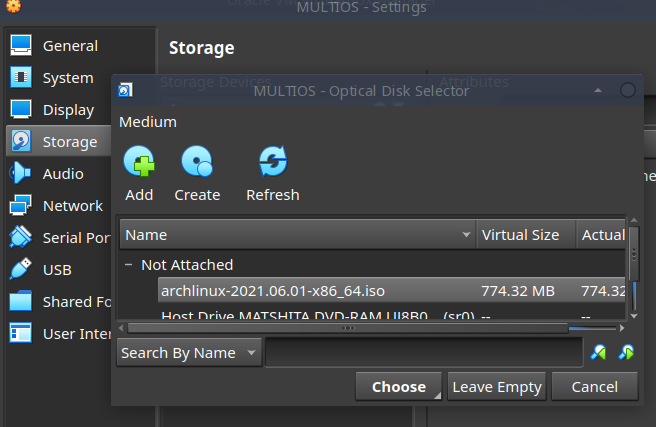 MULTIOS - Settings
General
System
Display
Storage
Audio
Network
Serial Por
USB
Shared Fo
User Inter
Storage
Storage Devices
Attributes
MULTIOS - Optical Disk Selector
Medium
Add
Create
Refresh
Name
Virtual Size
Actual
Not Attached
archlinux-2021.06.01-x86_64.iso
774.32 MB
774.32
Host Drive MATSHITA DVD-RAM UJ8B0... (sr0)
--
--
Search By Name
Choose
Leave Empty
Cancel